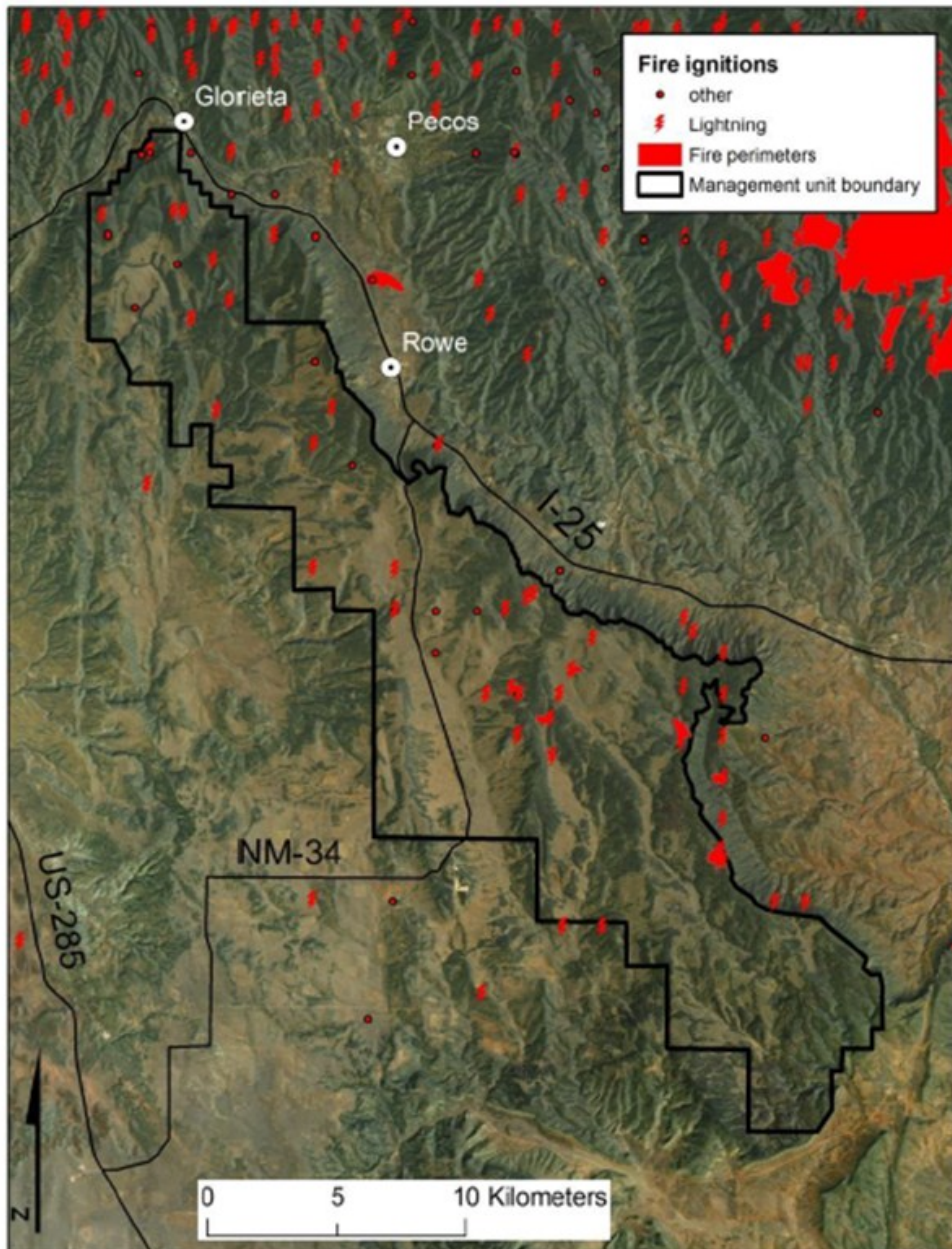 Fire ignitions
other
Lightning
Fire perimeters
Management unit boundary
Glorieta
Pecos
Rowe
I-25
NM-34
US-285
N
0 5 10 Kilometers